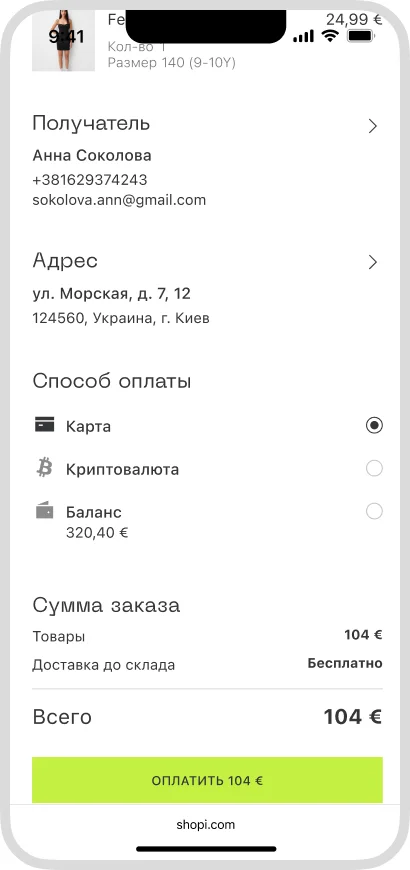 24,99 €
9:41
Кол-во 1
Размер 140 (9-10Y)
Получатель
Анна Соколова
+381629374243
sokolova.ann@gmail.com
Адрес
ул. Морская, д. 7, 12
124560, Украина, г. Киев
Способ оплаты
Карта
Криптовалюта
Баланс
320,40 €
Сумма заказа
Товары 104 €
Доставка до склада Бесплатно
Всего 104 €
ОПЛАТИТЬ 104 €
shopi.com